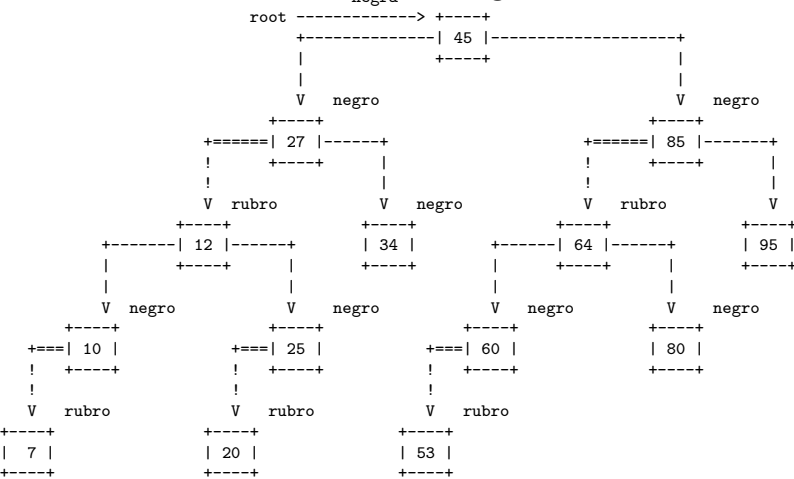 root ------------> +----+
+-------------| 45 |-------------------+
| +----+ |
| |
V negro V negro
+----+ +----+
+======| 27 |------+ +======| 85 |-------+
! +----+ | ! +----+ |
! | ! |
V rubro V negro V rubro V
+----+ +----+ +----+ +----+
+-------| 12 |------+ | 34 | +------| 64 |------+ | 95 |
| +----+ | +----+ | +----+ | +----+
| | | |
V negro V negro V negro V negro
+----+ +----+ +----+ +----+
+===| 10 | +===| 25 | +===| 60 | | 80 |
! +----+ ! +----+ ! +----+ +----+
! ! !
V rubro V rubro V rubro
+----+ +----+ +----+
| 7 | | 20 | | 53 |
+----+ +----+ +----+